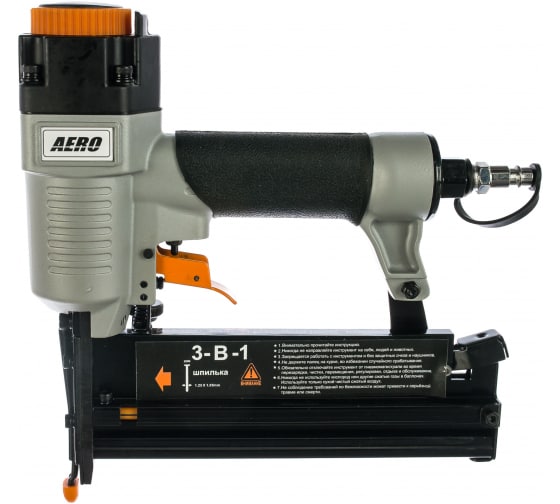 AERO
3-В-1
шпилька
1.25 X 1.05mm
ВНИМАНИЕ
1.Внимательно прочитайте инструкцию.
2.Никогда не направляйте инструмент на себя, людей и животных.
3.Запрещается работать с инструментом и без защитных очков и наушников.
4.Не держите палец на курке, во избежании случайного срабатывания.
5.Обязательно отключайте инструмент от пневмомагистрали во время
перезарядки, чистки, перемещения, регулировки, отдыха и обслуживания.
6.Никогда не используйте кислород или другие сжатые газы в баллонах.
Используйте только сухой чистый сжатый воздух.
7.Не соблюдение требований по безопасности может привести к серьёзной
травме или смерти.